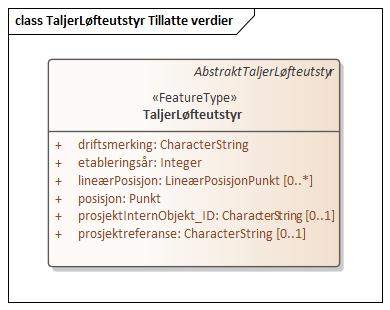 class TaljerLøfteutstyr Tillatte verdier
AbstraktTaljerLøfteutstyr
«FeatureType»
TaljerLøfteutstyr
+ driftsmerking: CharacterString
+ etableringsår: Integer
+ lineærPosisjon: LineærPosisjonPunkt [0..*]
+ posisjon: Punkt
+ prosjektInternObjekt_ID: CharacterString [0..1]
+ prosjektreferanse: CharacterString [0..1]